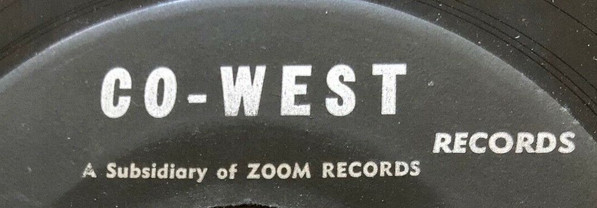 CO-WEST
RECORDS
A Subsidiary of ZOOM RECORDS